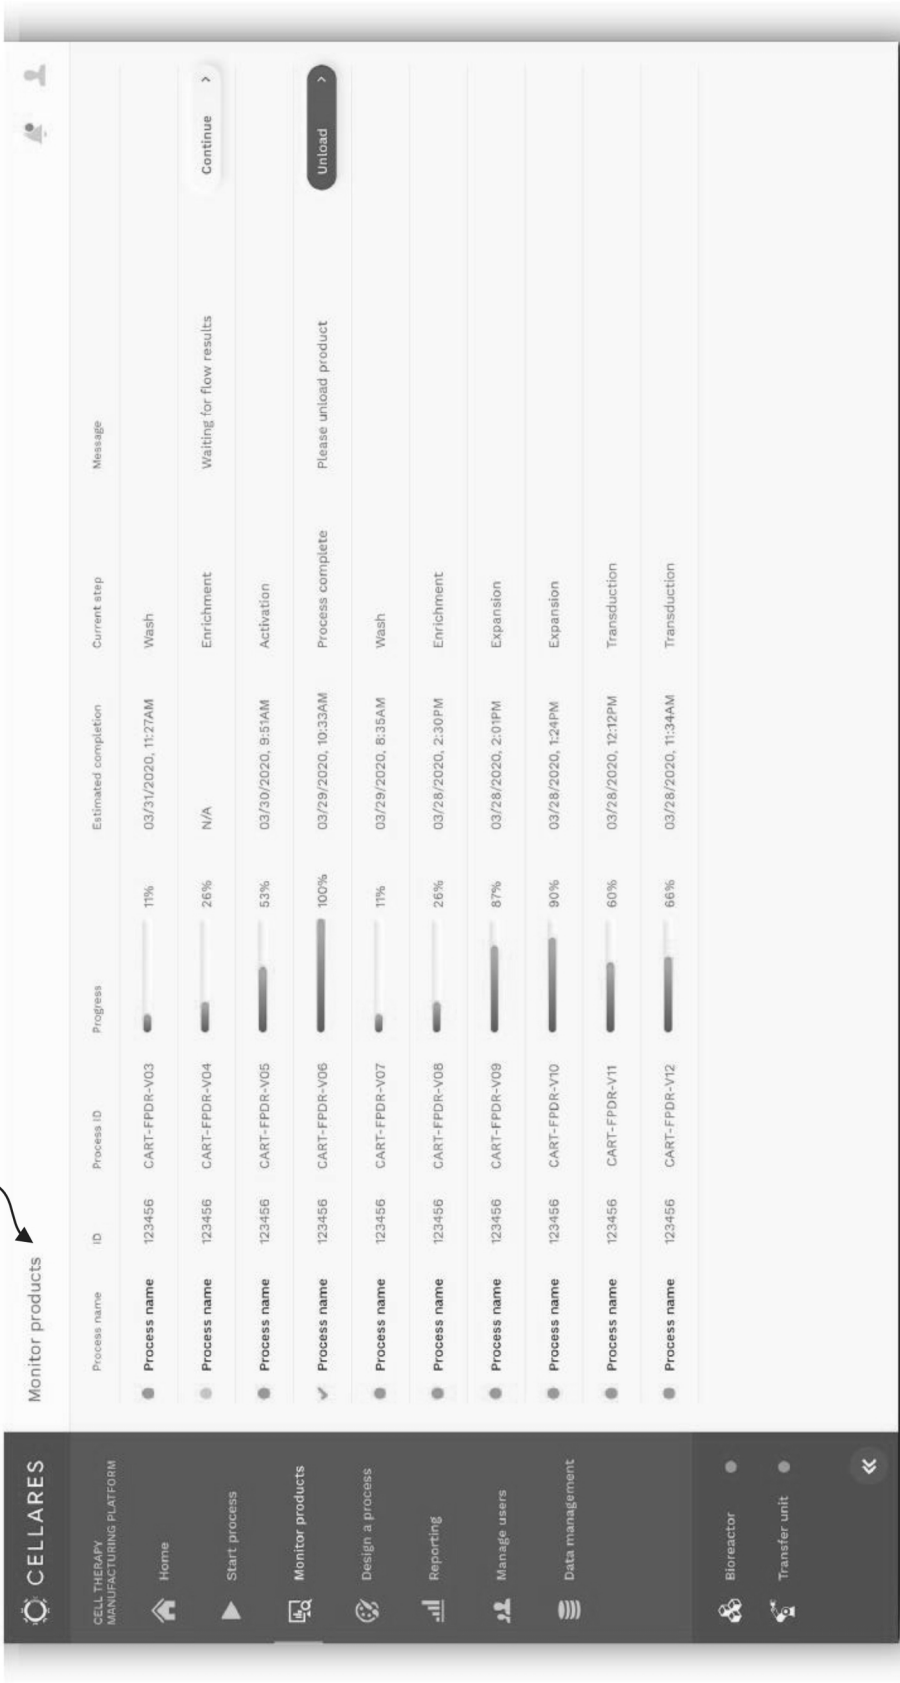 CELLARES
CELL THERAPY
MANUFACTURING PLATFORM
Home
Start process
Monitor products
Design a process
Reporting
Manage users
Data management
Bioreactor
Transfer unit
Monitor products
Process name ID Process ID Progress Estimated completion Current step Message
Process name 123456 CART-FPDR-V03 11% 03/31/2020, 11:27AM Wash
Process name 123456 CART-FPDR-V04 26% N/A Enrichment Waiting for flow results Continue >
Process name 123456 CART-FPDR-V05 53% 03/30/2020, 9:51AM Activation
Process name 123456 CART-FPDR-V06 100% 03/29/2020, 10:33AM Process complete Please unload product Unload >
Process name 123456 CART-FPDR-V07 11% 03/29/2020, 8:35AM Wash
Process name 123456 CART-FPDR-V08 26% 03/28/2020, 2:30PM Enrichment
Process name 123456 CART-FPDR-V09 87% 03/28/2020, 2:01PM Expansion
Process name 123456 CART-FPDR-V10 90% 03/28/2020, 1:24PM Expansion
Process name 123456 CART-FPDR-V11 60% 03/28/2020, 12:12PM Transduction
Process name 123456 CART-FPDR-V12 66% 03/28/2020, 11:34AM Transduction